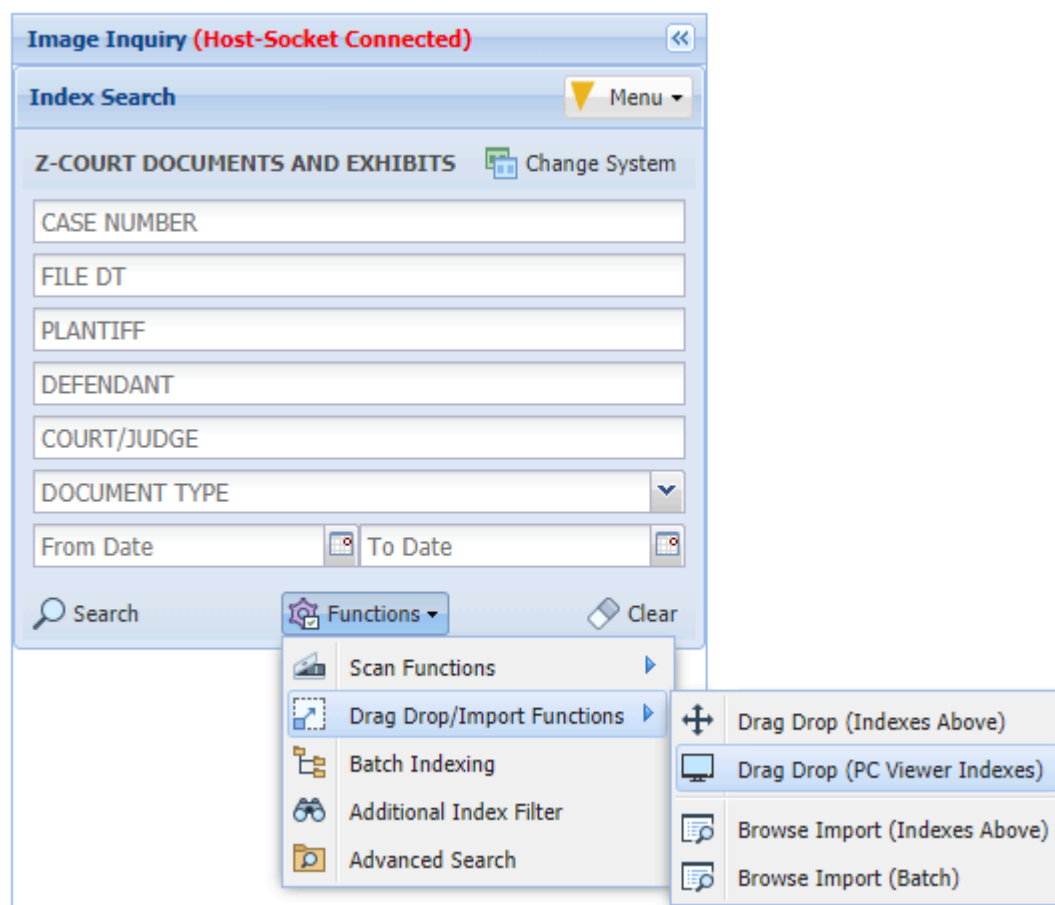 Image Inquiry (Host-Socket Connected)
Index Search
Menu
Z-COURT DOCUMENTS AND EXHIBITS
Change System
CASE NUMBER
FILE DT
PLANTIFF
DEFENDANT
COURT/JUDGE
DOCUMENT TYPE
From Date
To Date
Search
Functions
Clear
Scan Functions
Drag Drop/Import Functions
Batch Indexing
Additional Index Filter
Advanced Search
Drag Drop (Indexes Above)
Drag Drop (PC Viewer Indexes)
Browse Import (Indexes Above)
Browse Import (Batch)